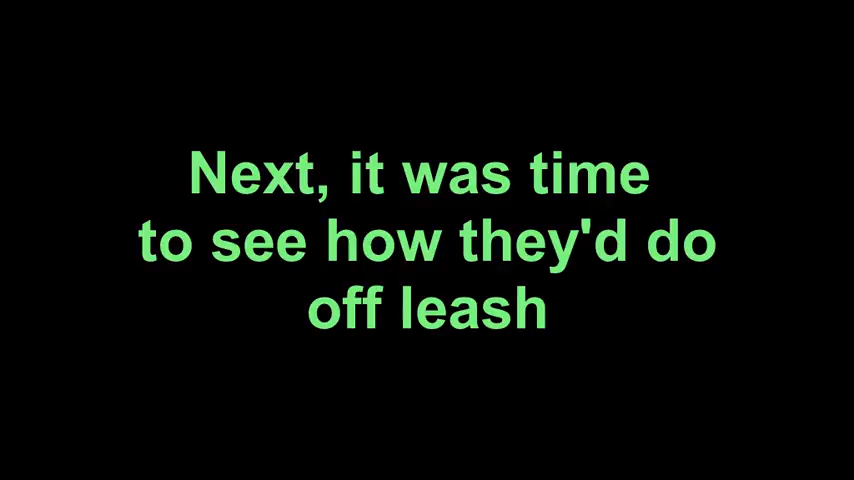 Next, it was time
to see how they'd do
off leash